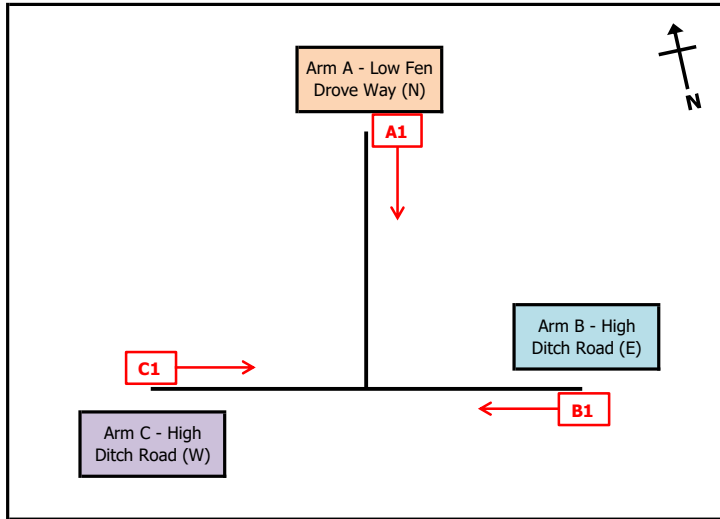 Arm A - Low Fen
Drove Way (N)
A1
N
Arm B - High
Ditch Road (E)
C1
B1
Arm C - High
Ditch Road (W)